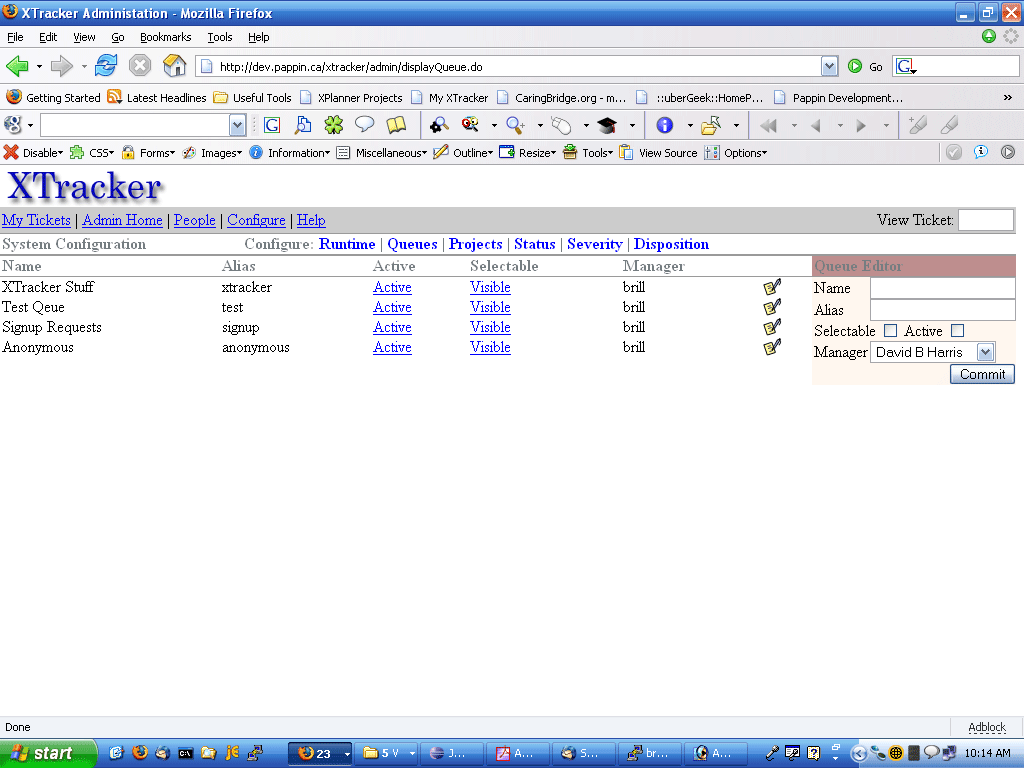 XTracker Administation - Mozilla Firefox
File Edit View Go Bookmarks Tools Help
http://dev.pappin.ca/xtracker/admin/displayQueue.do Go G
Getting Started Latest Headlines Useful Tools XPlanner Projects My XTracker CaringBridge.org - m... ::uberGeek::HomeP... Pappin Development... »
Disable CSS Forms Images Information Miscellaneous Outline Resize Tools View Source Options
XTracker
My Tickets | Admin Home | People | Configure | Help View Ticket:
System Configuration Configure: Runtime | Queues | Projects | Status | Severity | Disposition
Name Alias Active Selectable Manager Queue Editor
XTracker Stuff xtracker Active Visible brill Name
Test Qeue test Active Visible brill Alias
Signup Requests signup Active Visible brill Selectable Active
Anonymous anonymous Active Visible brill Manager David B Harris
Commit
Done Adblock
start 23 5 V J... A... S... br... A... 10:14 AM